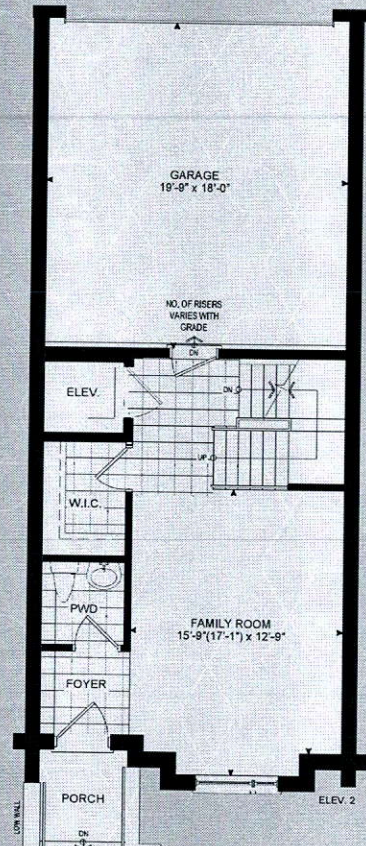 GARAGE
19'-9" x 18'-0"
NO. OF RISERS
VARIES WITH
GRADE
DN
ELEV.
DN
UP
W.I.C.
PWD
FAMILY ROOM
15'-9"(17'-1") x 12'-9"
FOYER
PORCH
ELEV. 2
LOW WALL
DN